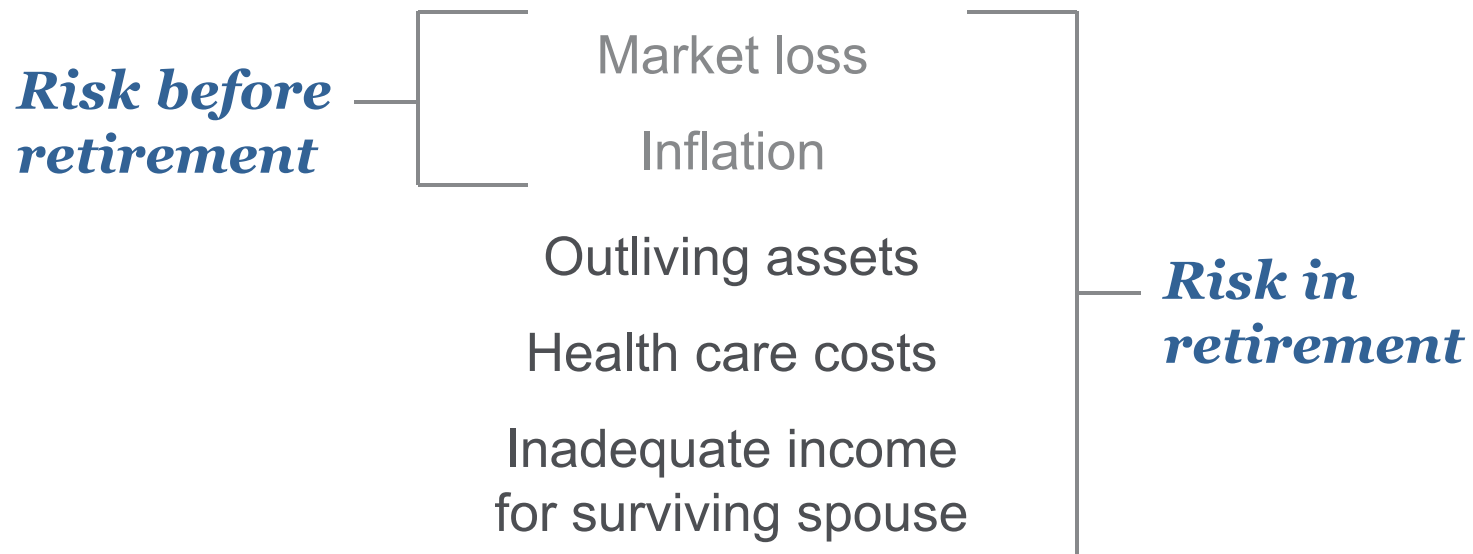 Risk before
retirement
Market loss
Inflation
Outliving assets
Health care costs
Inadequate income
for surviving spouse
Risk in
retirement